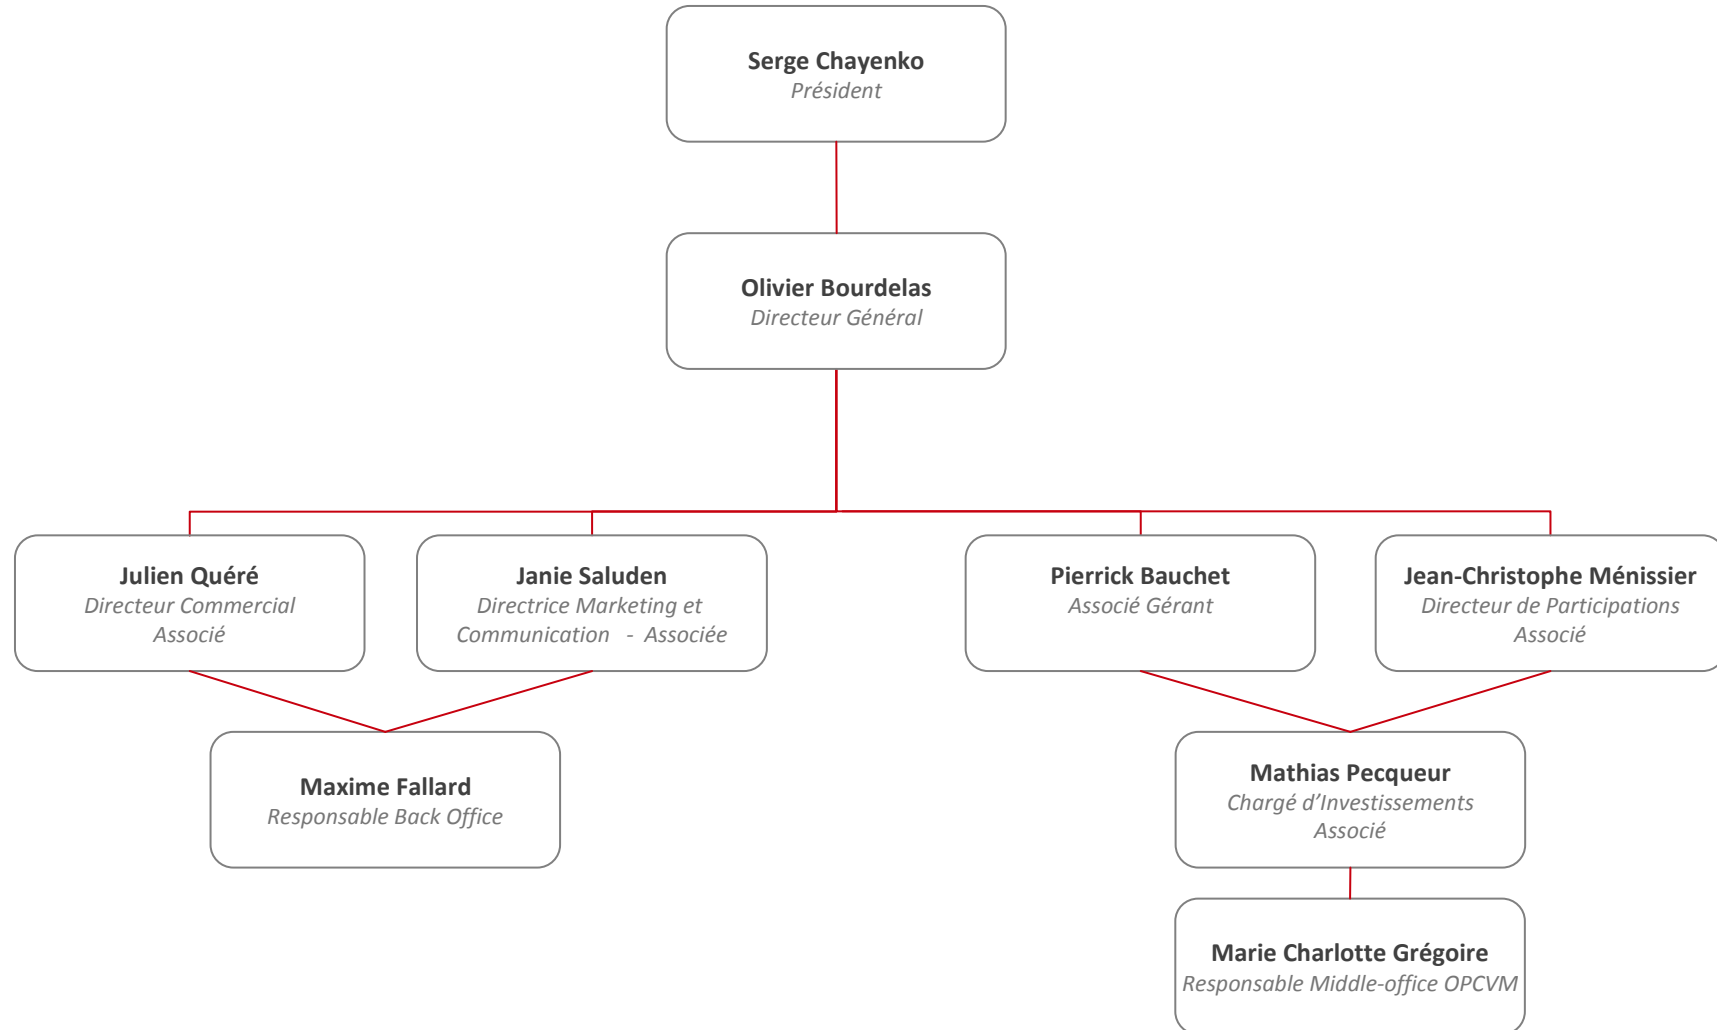 Serge Chayenko
Président
Olivier Bourdelas
Directeur Général
Julien Quéré
Directeur Commercial
Associé
Janie Saluden
Directrice Marketing et
Communication - Associée
Pierrick Bauchet
Associé Gérant
Jean-Christophe Ménissier
Directeur de Participations
Associé
Maxime Fallard
Responsable Back Office
Mathias Pecqueur
Chargé d’Investissements
Associé
Marie Charlotte Grégoire
Responsable Middle-office OPCVM